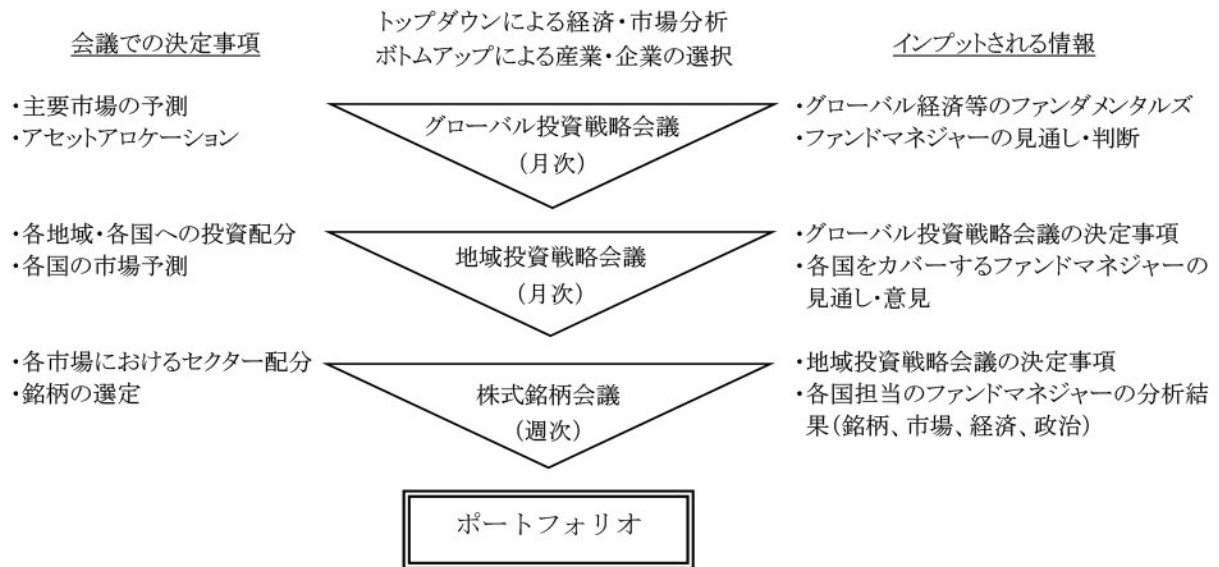 トップダウンによる経済・市場分析
ボトムアップによる産業・企業の選択
会議での決定事項
インプットされる情報
・主要市場の予測
・アセットアロケーション
グローバル投資戦略会議
(月次)
・グローバル経済等のファンダメンタルズ
・ファンドマネジャーの見通し・判断
・各地域・各国への投資配分
・各国の市場予測
地域投資戦略会議
(月次)
・グローバル投資戦略会議の決定事項
・各国をカバーするファンドマネジャーの
見通し・意見
・各市場におけるセクター配分
・銘柄の選定
株式銘柄会議
(週次)
・地域投資戦略会議の決定事項
・各国担当のファンドマネジャーの分析結
果(銘柄、市場、経済、政治)
ポートフォリオ